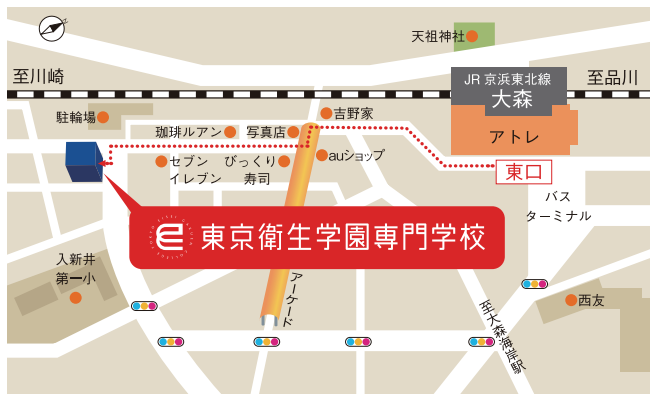 天祖神社
至川崎
JR 京浜東北線
大森
至品川
駐輪場
吉野家
珈琲ルアン
写真店
アトレ
セブン
イレブン
びっくり
寿司
auショップ
東口
バス
ターミナル
東京衛生学園専門学校
入新井
第一小
アーケード
西友
至大森海岸駅